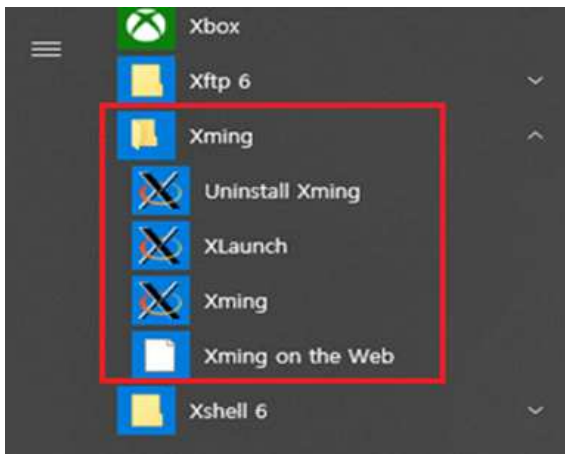 Xbox
Xftp 6
Xming
Uninstall Xming
XLaunch
Xming
Xming on the Web
Xshell 6